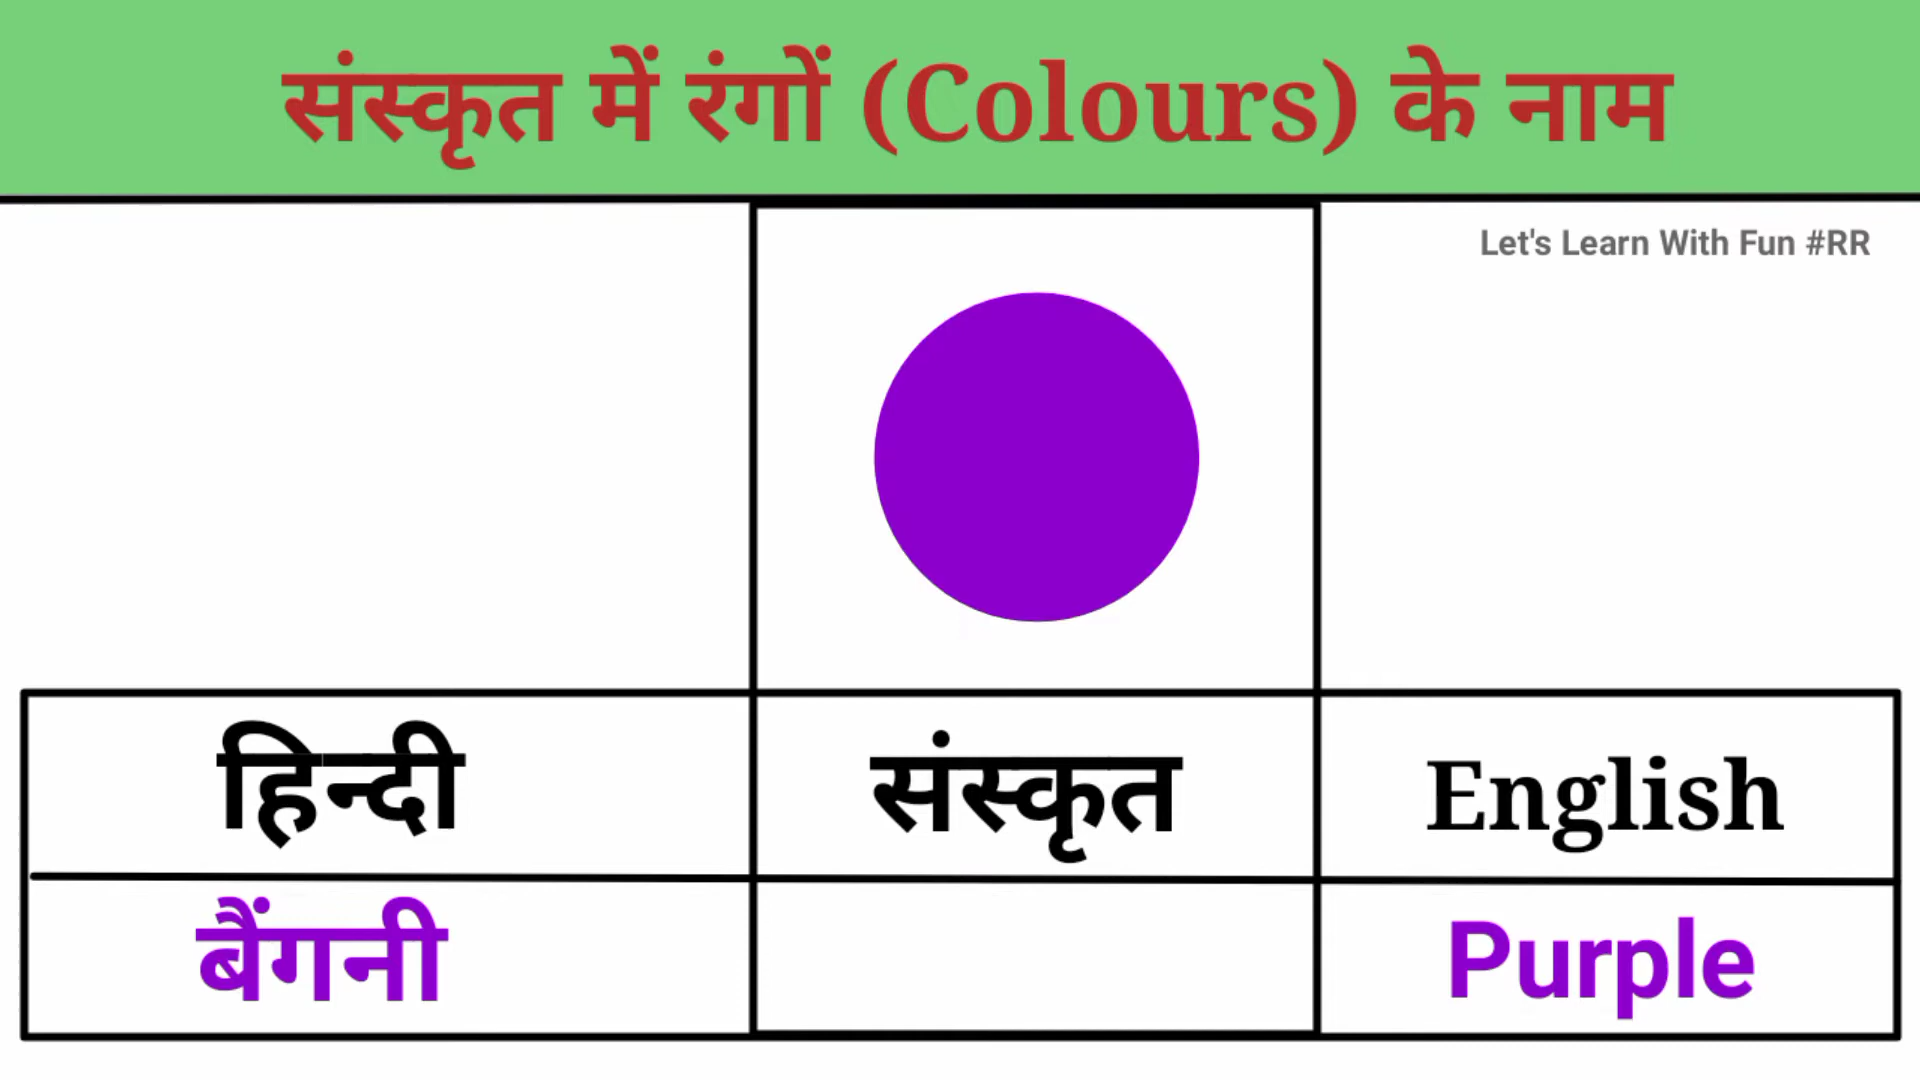 संस्कृत में रंगों (Colours) के नाम
Let's Learn With Fun #RR
हिन्दी संस्कृत English
बैंगनी Purple